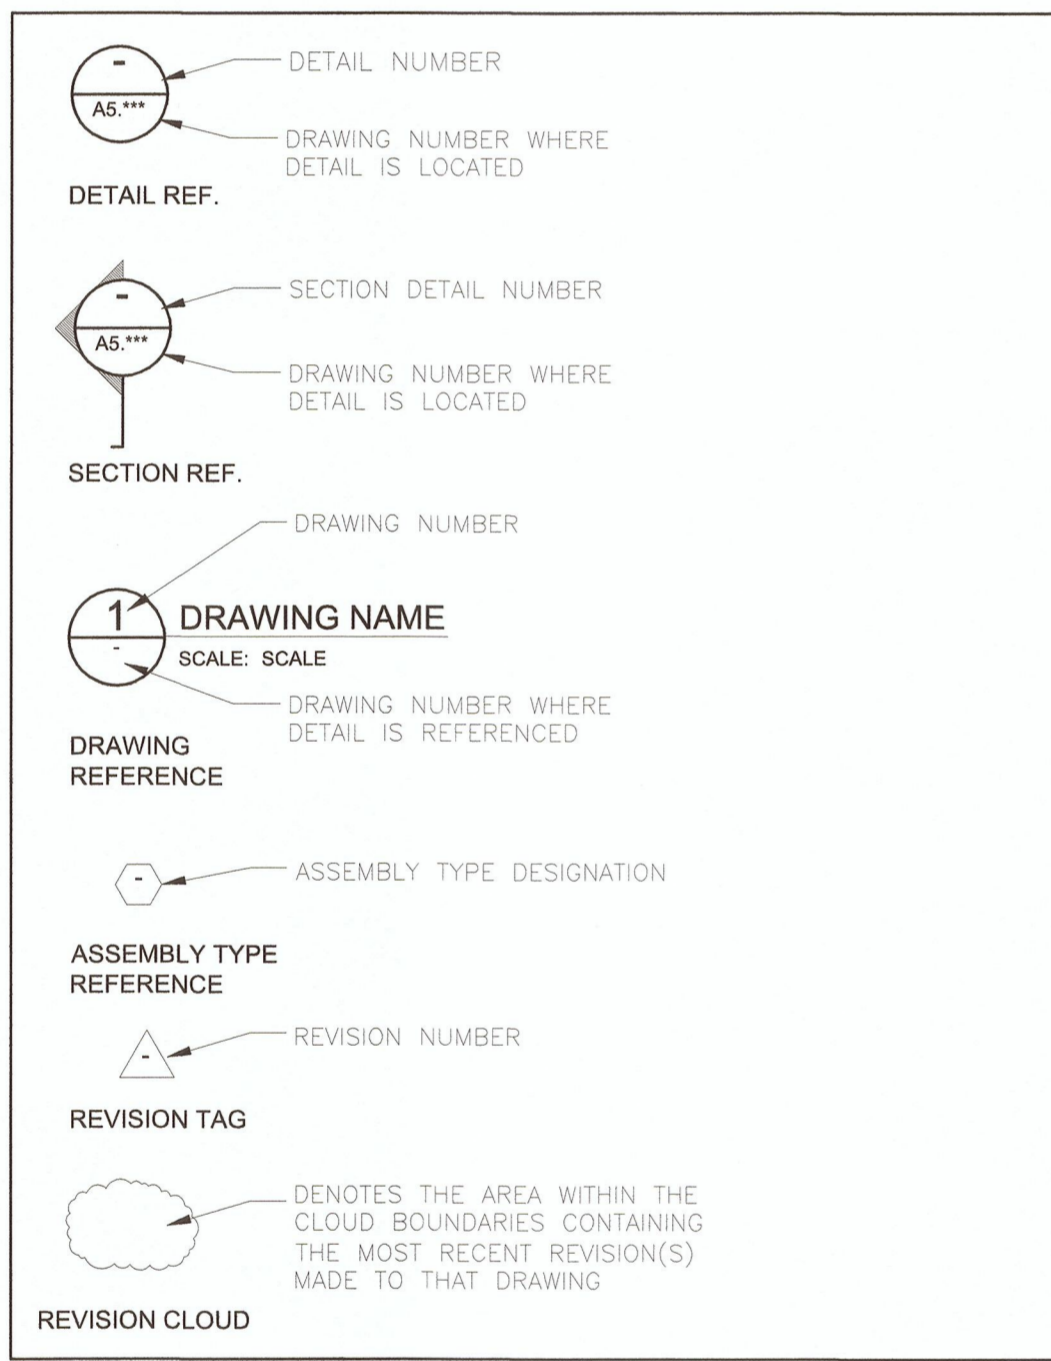 -
DETAIL NUMBER
A5.***
DRAWING NUMBER WHERE
DETAIL IS LOCATED
DETAIL REF.
-
SECTION DETAIL NUMBER
A5.***
DRAWING NUMBER WHERE
DETAIL IS LOCATED
SECTION REF.
DRAWING NUMBER
1
DRAWING NAME
-
SCALE: SCALE
DRAWING NUMBER WHERE
DETAIL IS REFERENCED
DRAWING
REFERENCE
-
ASSEMBLY TYPE DESIGNATION
ASSEMBLY TYPE
REFERENCE
-
REVISION NUMBER
REVISION TAG
DENOTES THE AREA WITHIN THE
CLOUD BOUNDARIES CONTAINING
THE MOST RECENT REVISION(S)
MADE TO THAT DRAWING
REVISION CLOUD